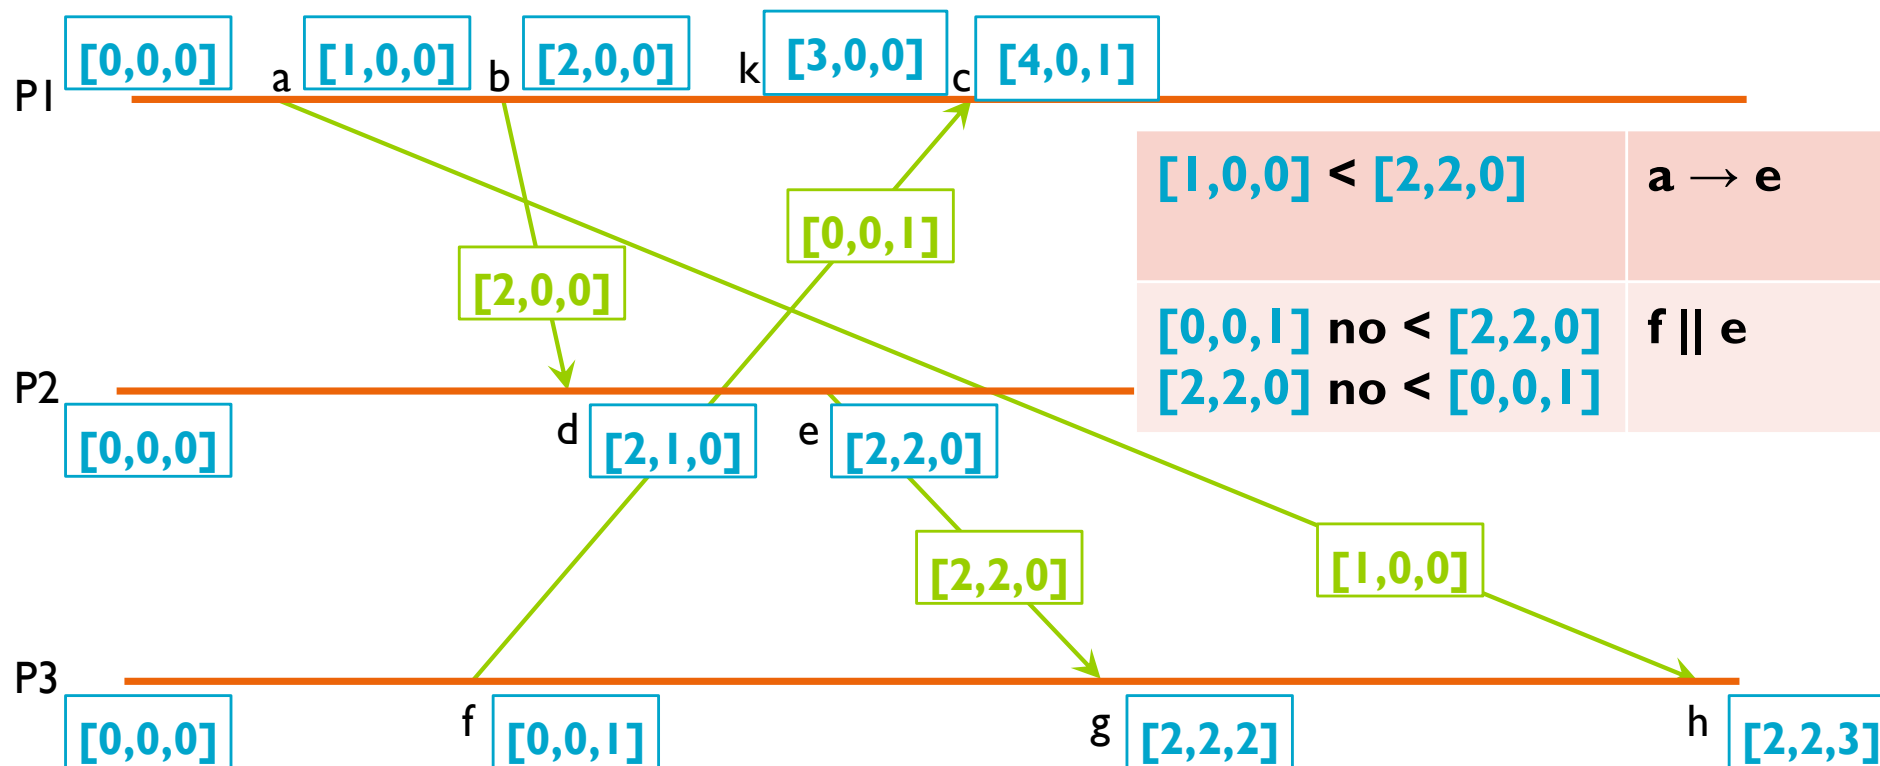 [0,0,0] a [1,0,0] b [2,0,0] k [3,0,0] c [4,0,1]
P1
[1,0,0] < [2,2,0] a → e
[0,0,1]
[2,0,0]
[0,0,1] no < [2,2,0] f || e
[2,2,0] no < [0,0,1]
P2
[0,0,0] d [2,1,0] e [2,2,0]
[2,2,0] [1,0,0]
P3
[0,0,0] f [0,0,1] g [2,2,2] h [2,2,3]